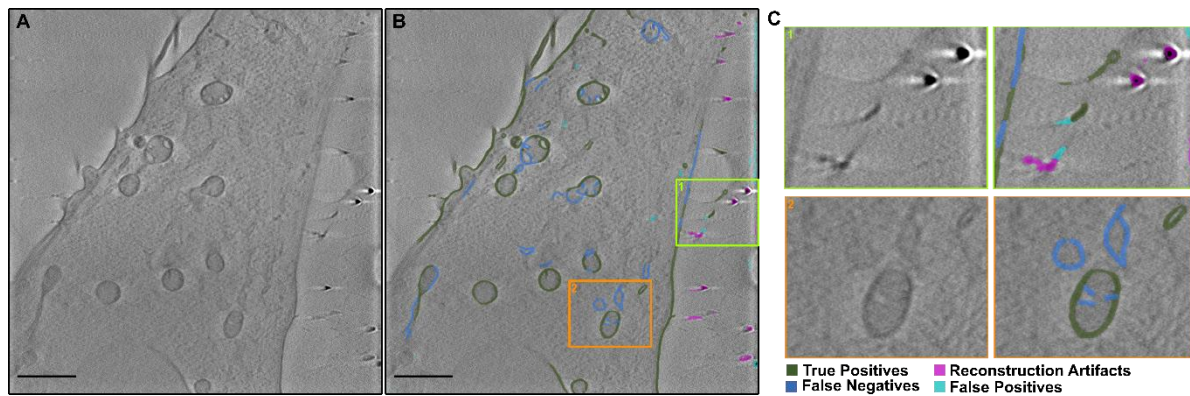 A
B
C
1
2
1
2
True Positives
Reconstruction Artifacts
False Negatives
False Positives